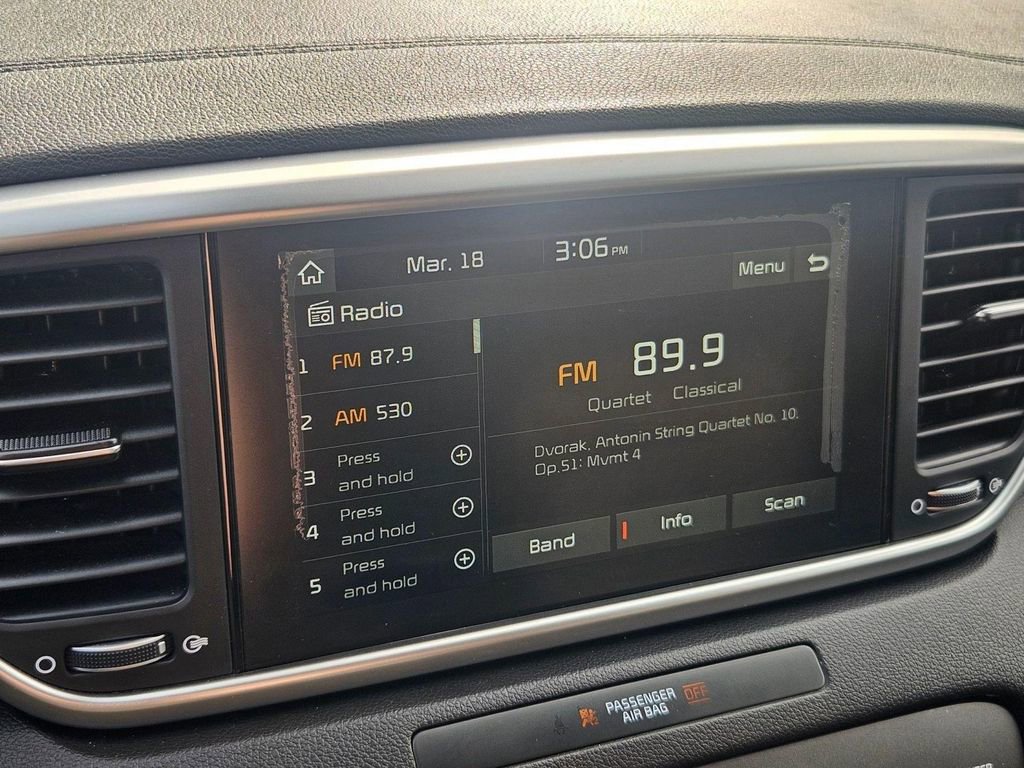 Mar. 18
3:06 PM
Menu
Radio
1 FM 87.9
2 AM 530
3 Press
and hold
4 Press
and hold
5 Press
and hold
FM 89.9
Quartet Classical
Dvorak, Antonin String Quartet No. 10,
Op.51: Mvmt 4
Band
Info
Scan
PASSENGER
AIR BAG
OFF